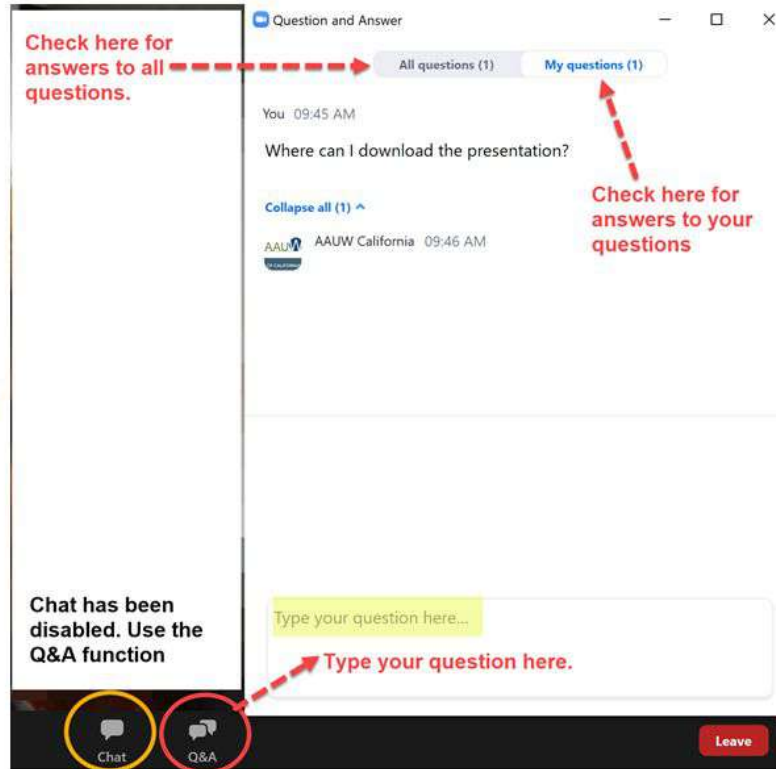 Question and Answer
Check here for
answers to all
questions.
All questions (1)
My questions (1)
You 09:45 AM
Where can I download the presentation?
Check here for
answers to your
questions
Collapse all (1)
AAUW
OF CALIFORNIA
AAUW California 09:46 AM
Chat has been
disabled. Use the
Q&A function
Type your question here...
Type your question here.
Chat
Q&A
Leave